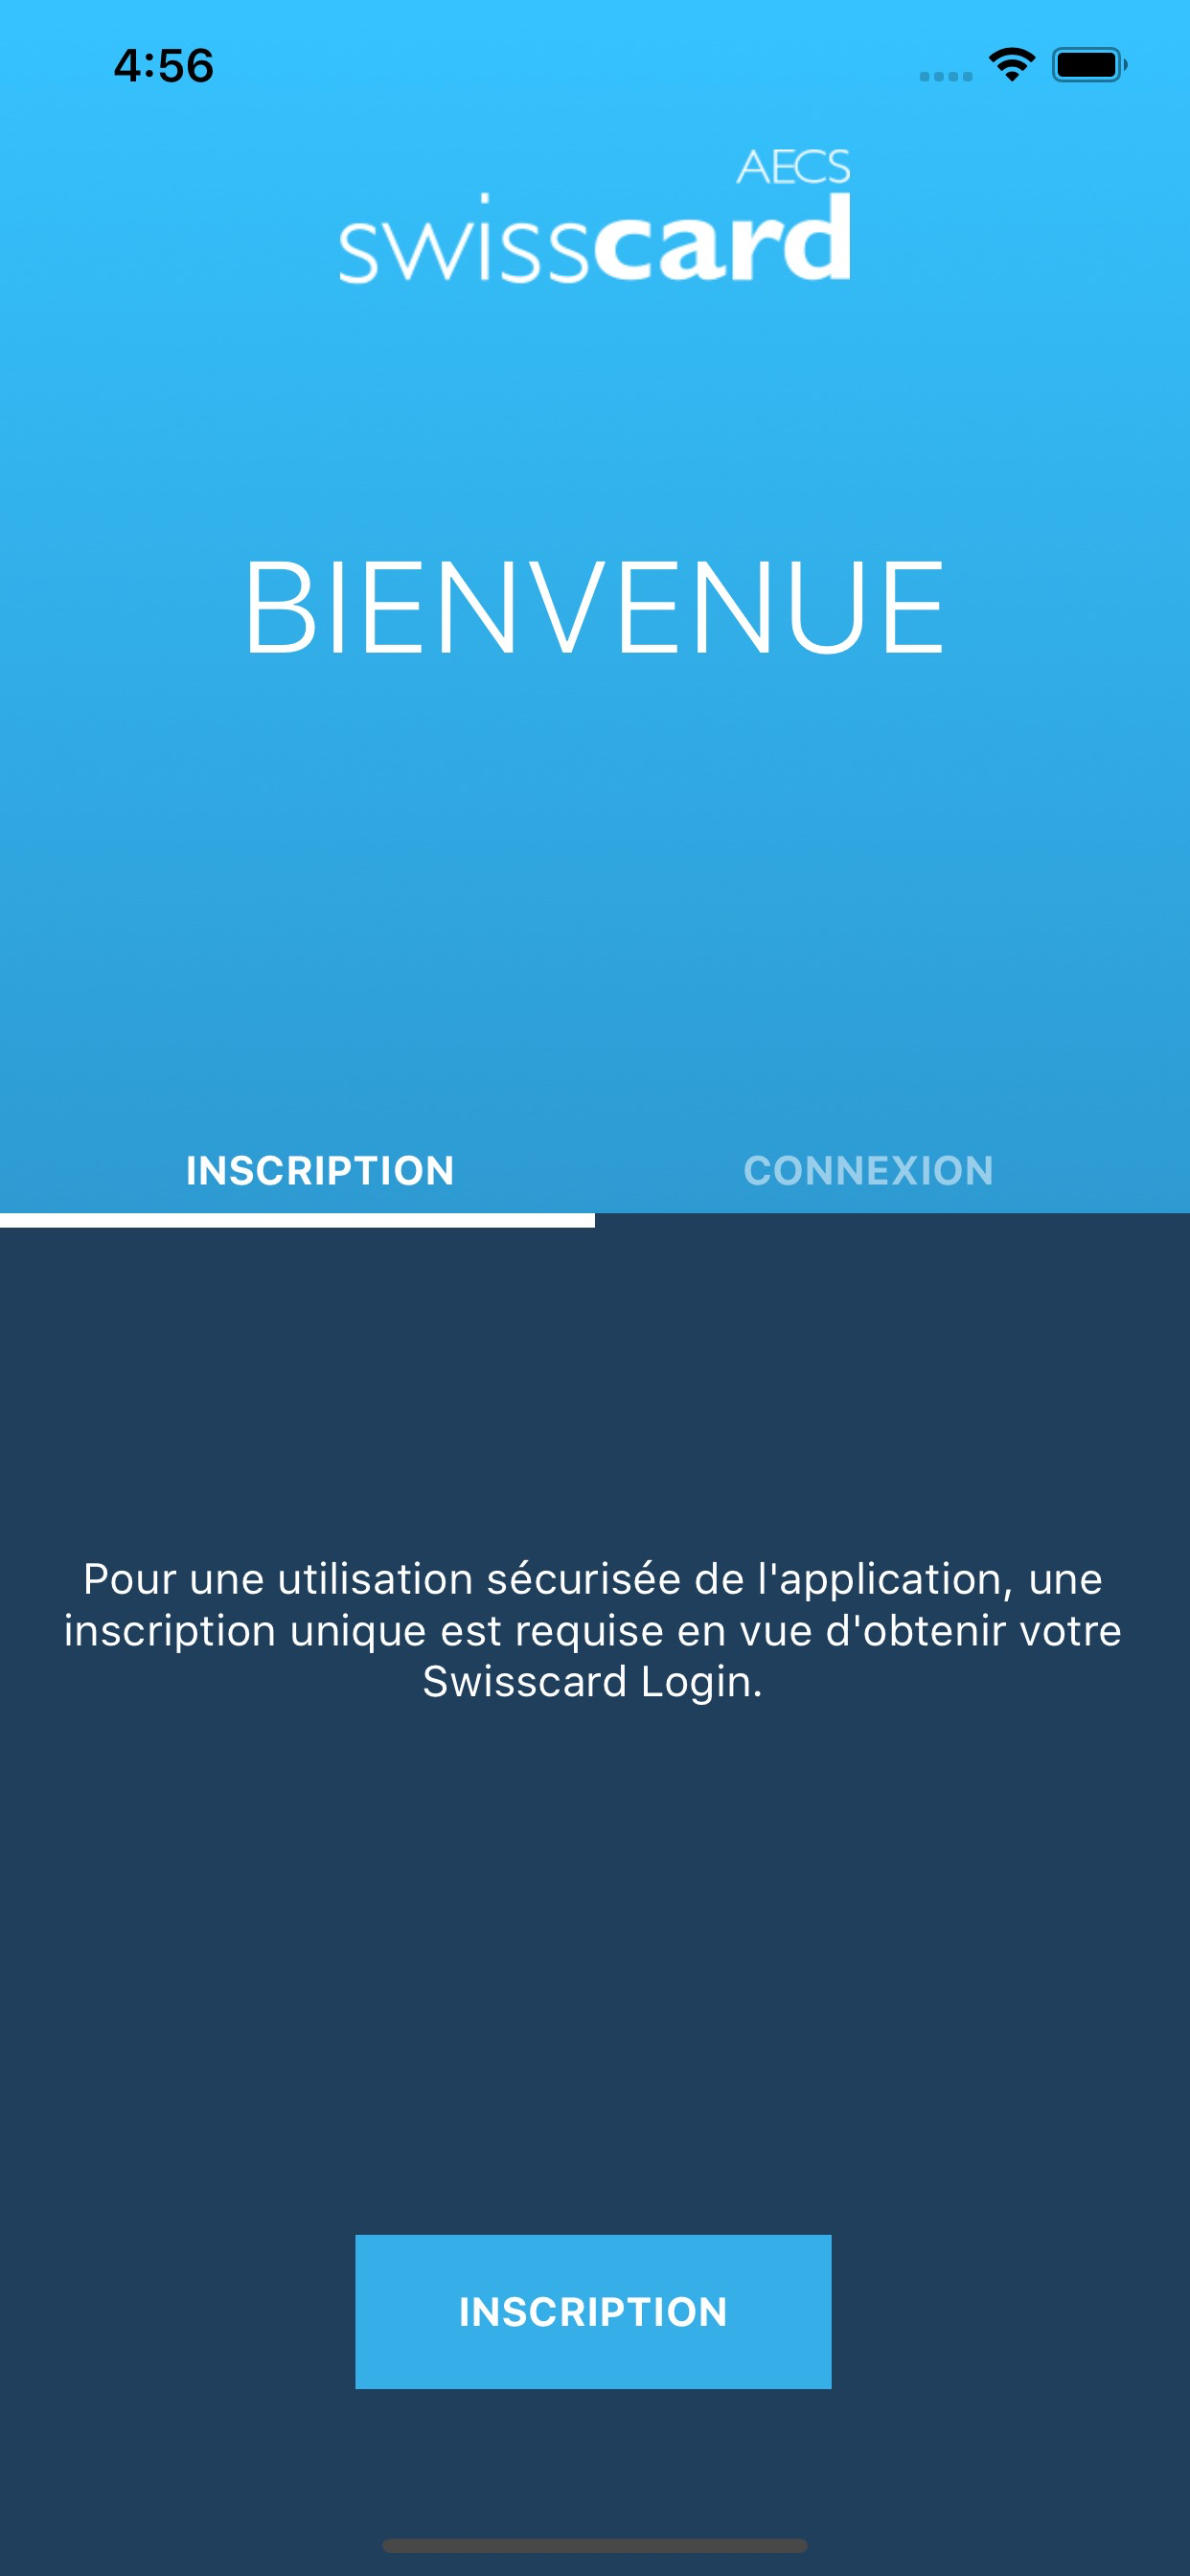 4:56
AECS
swisscard
BIENVENUE
INSCRIPTION
CONNEXION
Pour une utilisation sécurisée de l'application, une
inscription unique est requise en vue d'obtenir votre
Swisscard Login.
INSCRIPTION